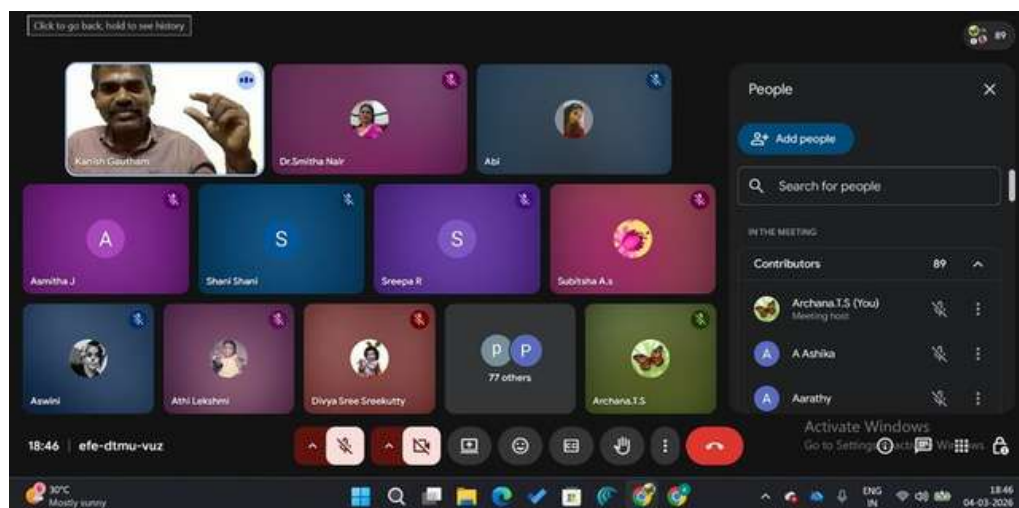 Click to go back, hold to see history
89
Kanish Gautham
Dr.Smitha Nair
Abi
People
Add people
Search for people
IN THE MEETING
Contributors 89
Archana.T.S (You)
Meeting host
A A Ashika
A Aarathy
A
Asmitha J
S
Shani Shani
S
Sreepa R
Subitsha A.s
Aswini
Athi Lekshmi
Divya Sree Sreekutty
P P
77 others
Archana.T.S
Activate Windows
Go to Settings
18:46 | efe-dtmu-vuz
30°C
Mostly sunny
ENG
IN
18:46
04-03-2026